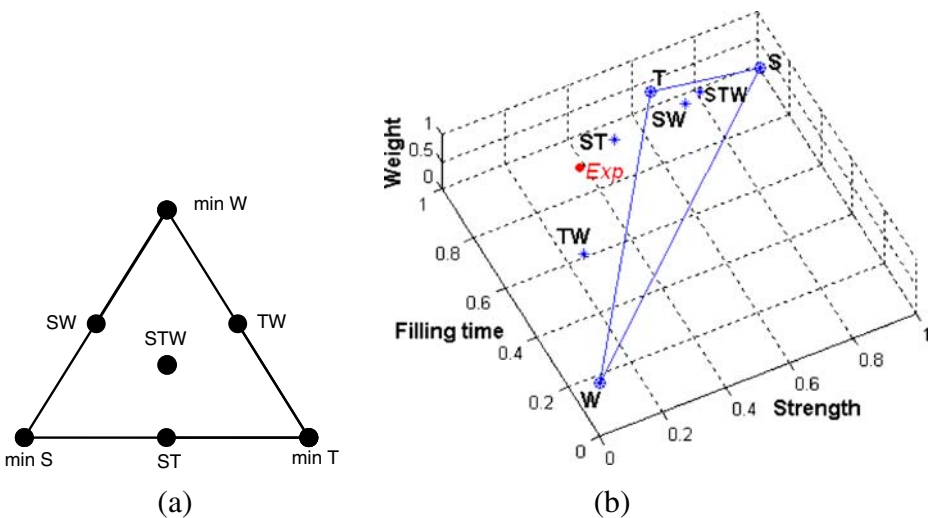 min W
SW
TW
STW
min S
ST
min T
(a)
Weight
1
0.5
0
1
0.8
0.6
0.4
0.2
0
Filling time
0
0.2
0.4
0.6
0.8
1
Strength
T
S
STW
SW
ST
Exp
TW
W
(b)